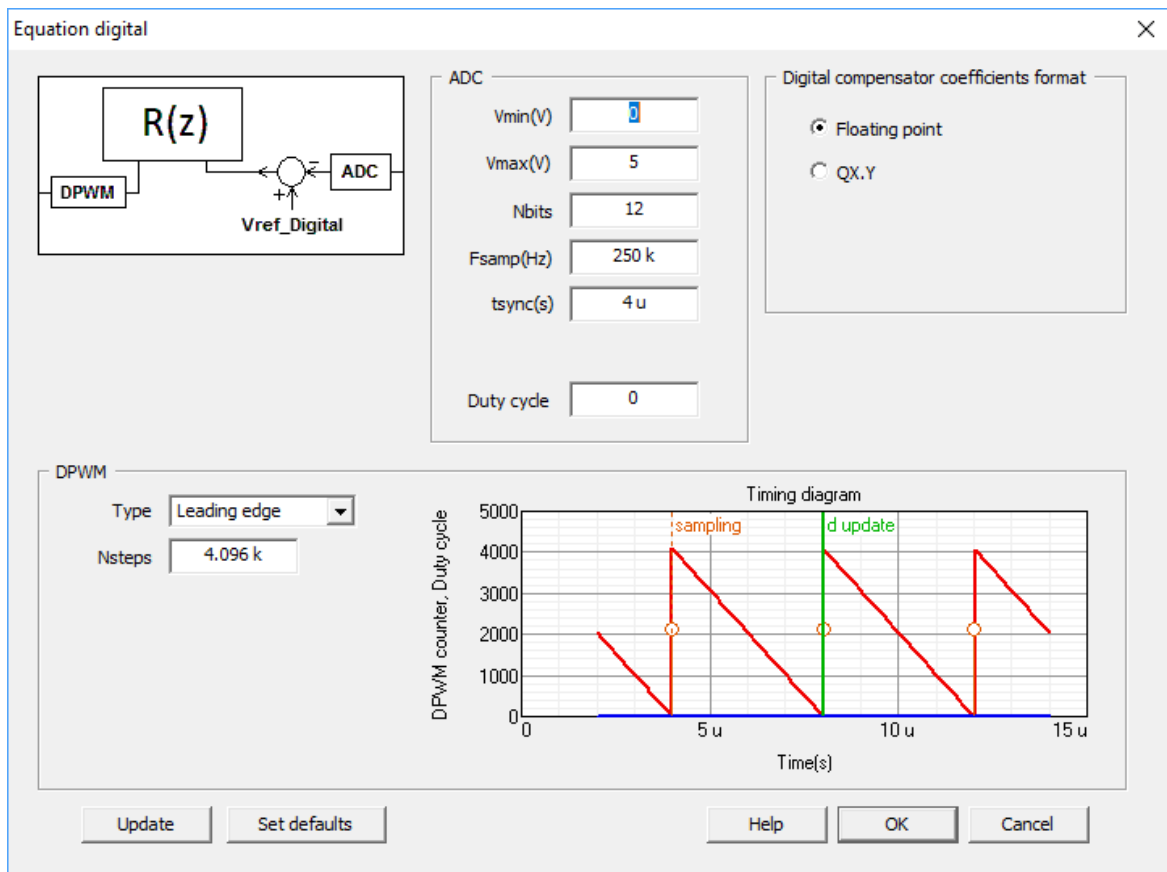 Equation digital
R(z)
DPWM
ADC
- 
+
Vref_Digital
ADC
Vmin(V) 0
Vmax(V) 5
Nbits 12
Fsamp(Hz) 250 k
tsync(s) 4 u
Duty cycle 0
Digital compensator coefficients format
Floating point
QX.Y
DPWM
Type Leading edge
Nsteps 4.096 k
Timing diagram
DPWM counter, Duty cycle
5000
4000
3000
2000
1000
0
sampling
d update
0 5 u 10 u 15 u
Time(s)
Update Set defaults Help OK Cancel